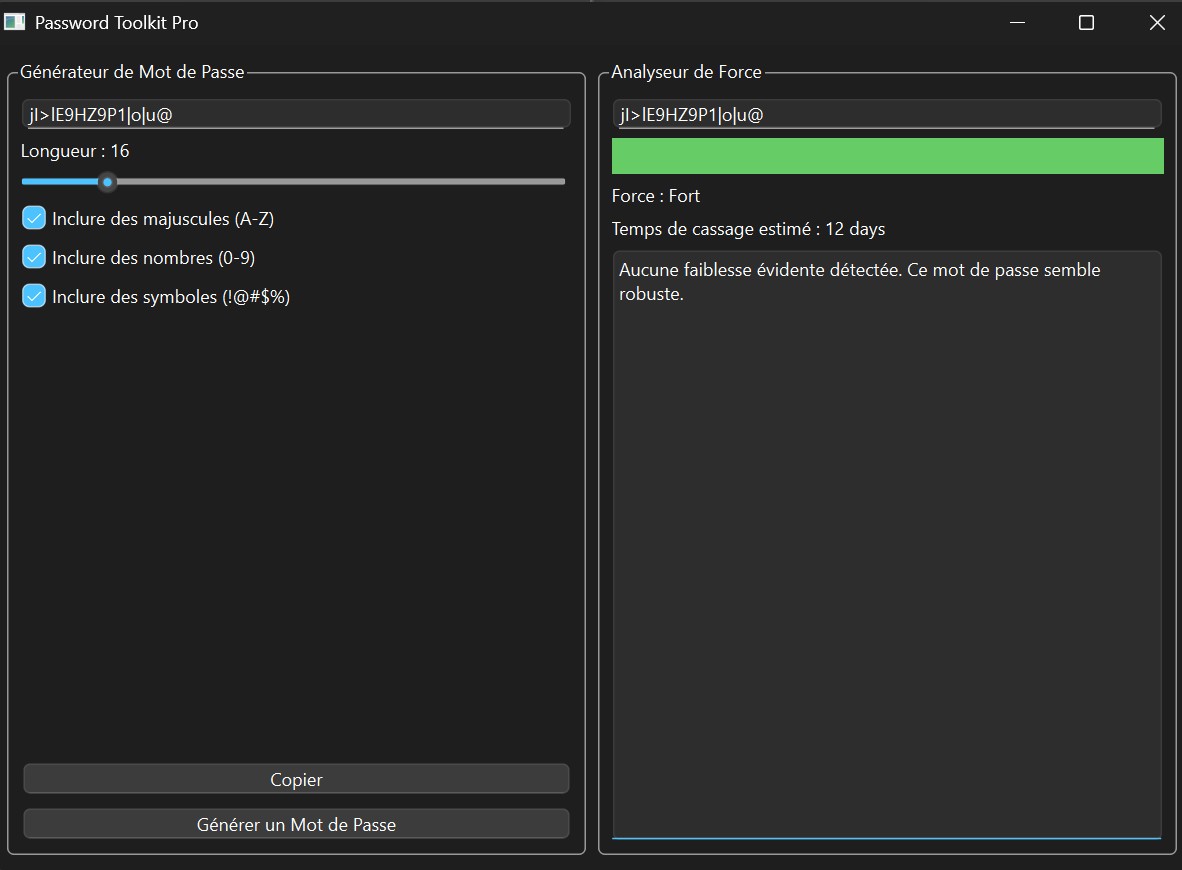 Password Toolkit Pro
Générateur de Mot de Passe
jI>lE9HZ9P1|o|u@
Longueur : 16
Inclure des majuscules (A-Z)
Inclure des nombres (0-9)
Inclure des symboles (!@#$%)
Copier
Générer un Mot de Passe
Analyseur de Force
jI>lE9HZ9P1|o|u@
Force : Fort
Temps de cassage estimé : 12 days
Aucune faiblesse évidente détectée. Ce mot de passe semble
robuste.